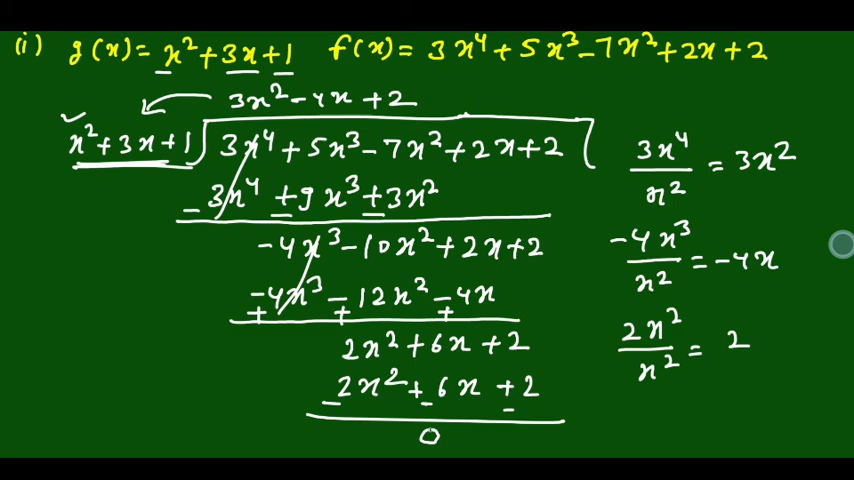 (i) g(x) = x² + 3x + 1 f(x) = 3x⁴ + 5x³ - 7x² + 2x + 2
3x² - 4x + 2
x² + 3x + 1 ) 3x⁴ + 5x³ - 7x² + 2x + 2 (
- 3x⁴ + 9x³ + 3x²
- -
-4x³ - 10x² + 2x + 2
-4x³ - 12x² - 4x
+ + +
2x² + 6x + 2
2x² + 6x + 2
- - -
0
3x⁴/x² = 3x²
-4x³/x² = -4x
2x²/x² = 2